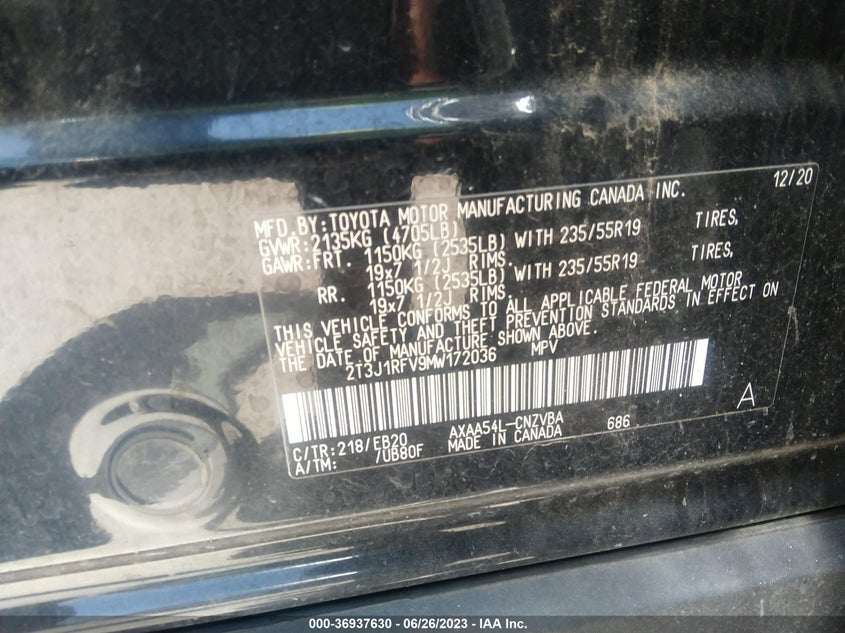 12/20
MFD. BY: TOYOTA MOTOR MANUFACTURING CANADA INC.
GVWR: 2135KG (4705LB)
GAWR: FRT. 1150KG (2535LB) WITH 235/55R19 TIRES,
19x7 1/2J RIMS.
RR. 1150KG (2535LB) WITH 235/55R19 TIRES,
19x7 1/2J RIMS.
THIS VEHICLE CONFORMS TO ALL APPLICABLE FEDERAL MOTOR
VEHICLE SAFETY AND THEFT PREVENTION STANDARDS IN EFFECT ON
THE DATE OF MANUFACTURE SHOWN ABOVE.
2T3J1RFV9MW172036 MPV
A
C/TR: 218/EB20 AXAA54L-CNZVBA 686
A/TM: 7UB80F MADE IN CANADA
000-36937630 - 06/26/2023 - IAA Inc.